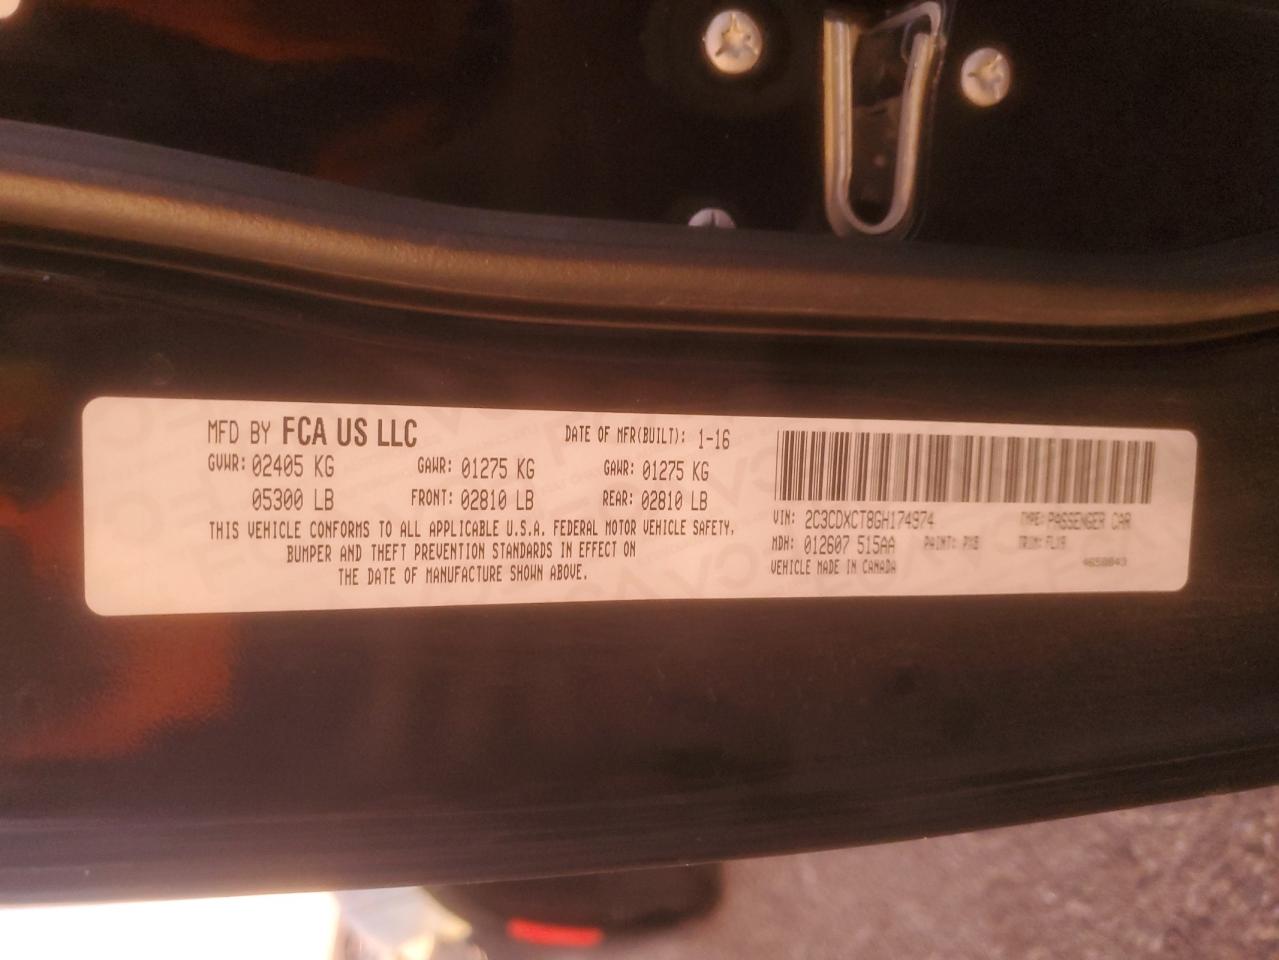 MFD BY FCA US LLC DATE OF MFR(BUILT): 1-16
GVWR: 02405 KG GAWR: 01275 KG GAWR: 01275 KG
05300 LB FRONT: 02810 LB REAR: 02810 LB
THIS VEHICLE CONFORMS TO ALL APPLICABLE U.S.A. FEDERAL MOTOR VEHICLE SAFETY,
BUMPER AND THEFT PREVENTION STANDARDS IN EFFECT ON
THE DATE OF MANUFACTURE SHOWN ABOVE.
VIN: 2C3CDXCT8GH174974 TYPE: PASSENGER CAR
MDH: 012607 515AA PAINT: PX8 TRIM: FLX9
VEHICLE MADE IN CANADA